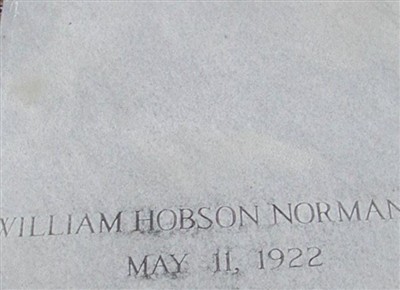 WILLIAM HOBSON NORMAN
MAY 11, 1922